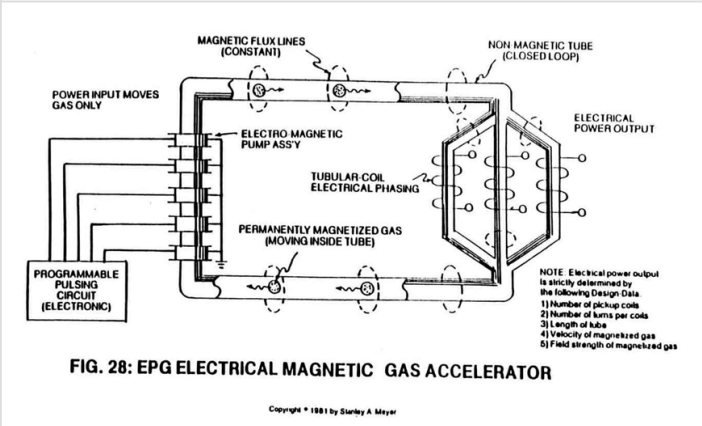 MAGNETIC FLUX LINES
(CONSTANT)
NON-MAGNETIC TUBE
(CLOSED LOOP)
POWER INPUT MOVES
GAS ONLY
ELECTRO-MAGNETIC
PUMP ASS'Y
ELECTRICAL
POWER OUTPUT
TUBULAR-COIL
ELECTRICAL PHASING
PERMANENTLY MAGNETIZED GAS
(MOVING INSIDE TUBE)
PROGRAMMABLE
PULSING
CIRCUIT
(ELECTRONIC)
NOTE: Electrical power output
is strictly determined by
the following Design-Data:
1) Number of pickup coils
2) Number of turns per coils
3) Length of tube
4) Velocity of magnetized gas
5) Field strength of magnetized gas
FIG. 28: EPG ELECTRICAL MAGNETIC GAS ACCELERATOR
Copyright © 1981 by Stanley A Meyer